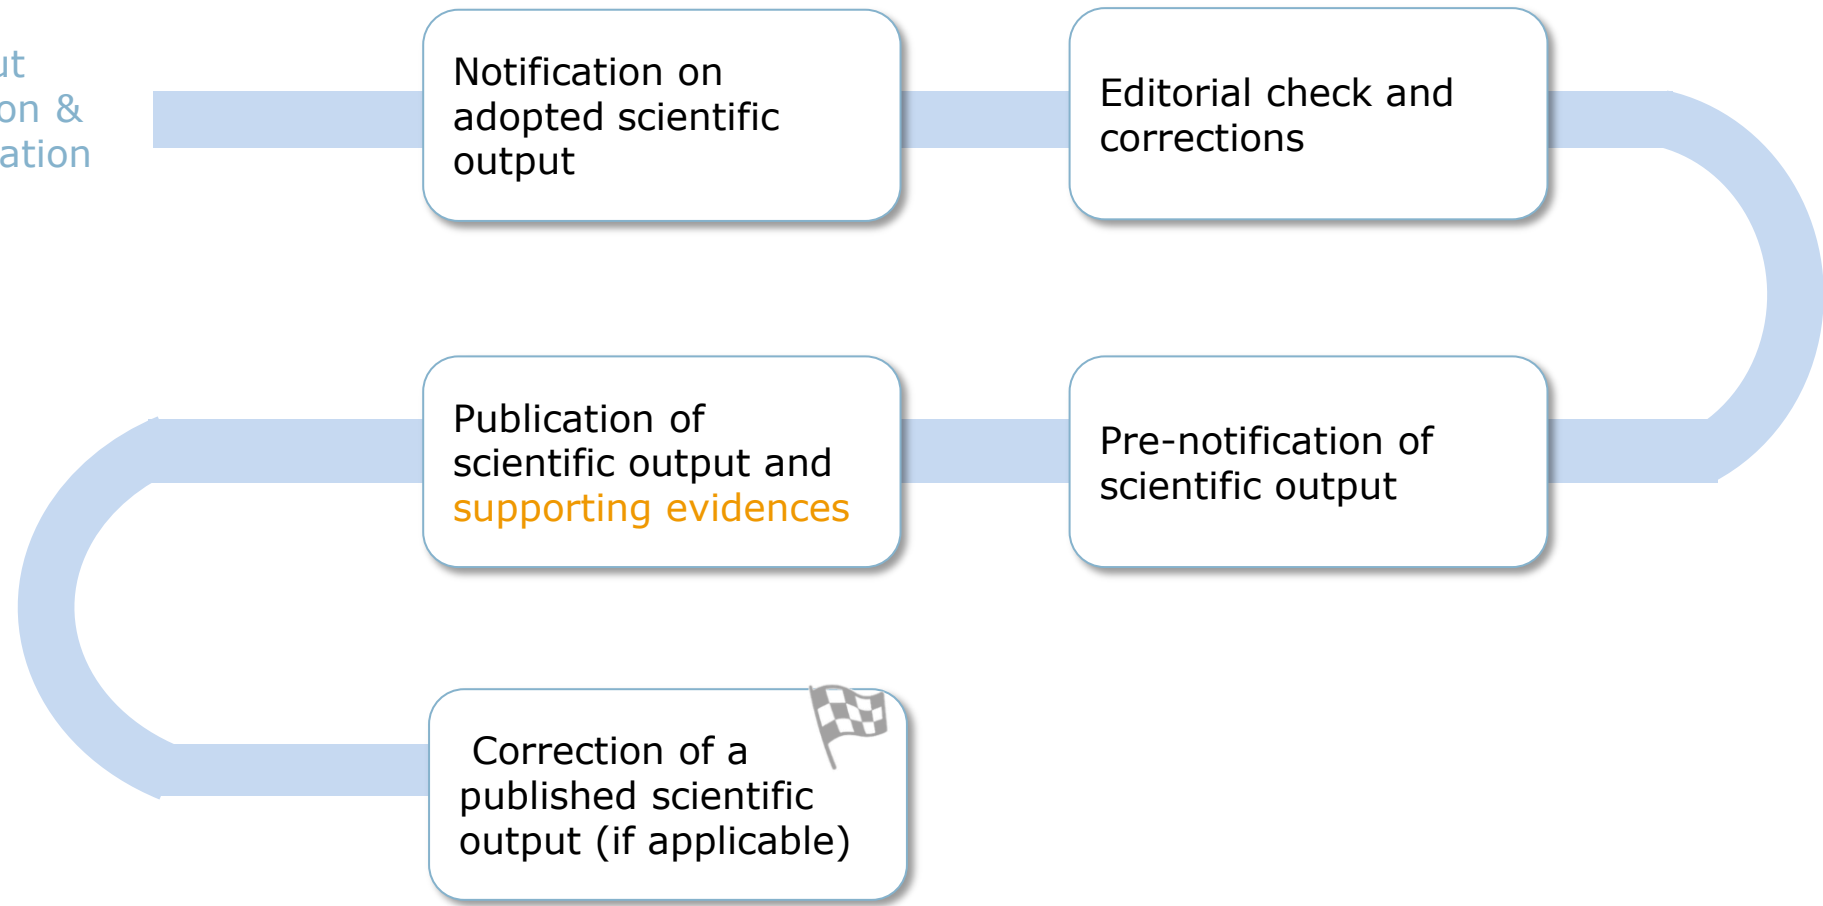 &
Notification on
adopted scientific
output
Editorial check and
corrections
Publication of
scientific output and
supporting evidences
Pre-notification of
scientific output
Correction of a
published scientific
output (if applicable)